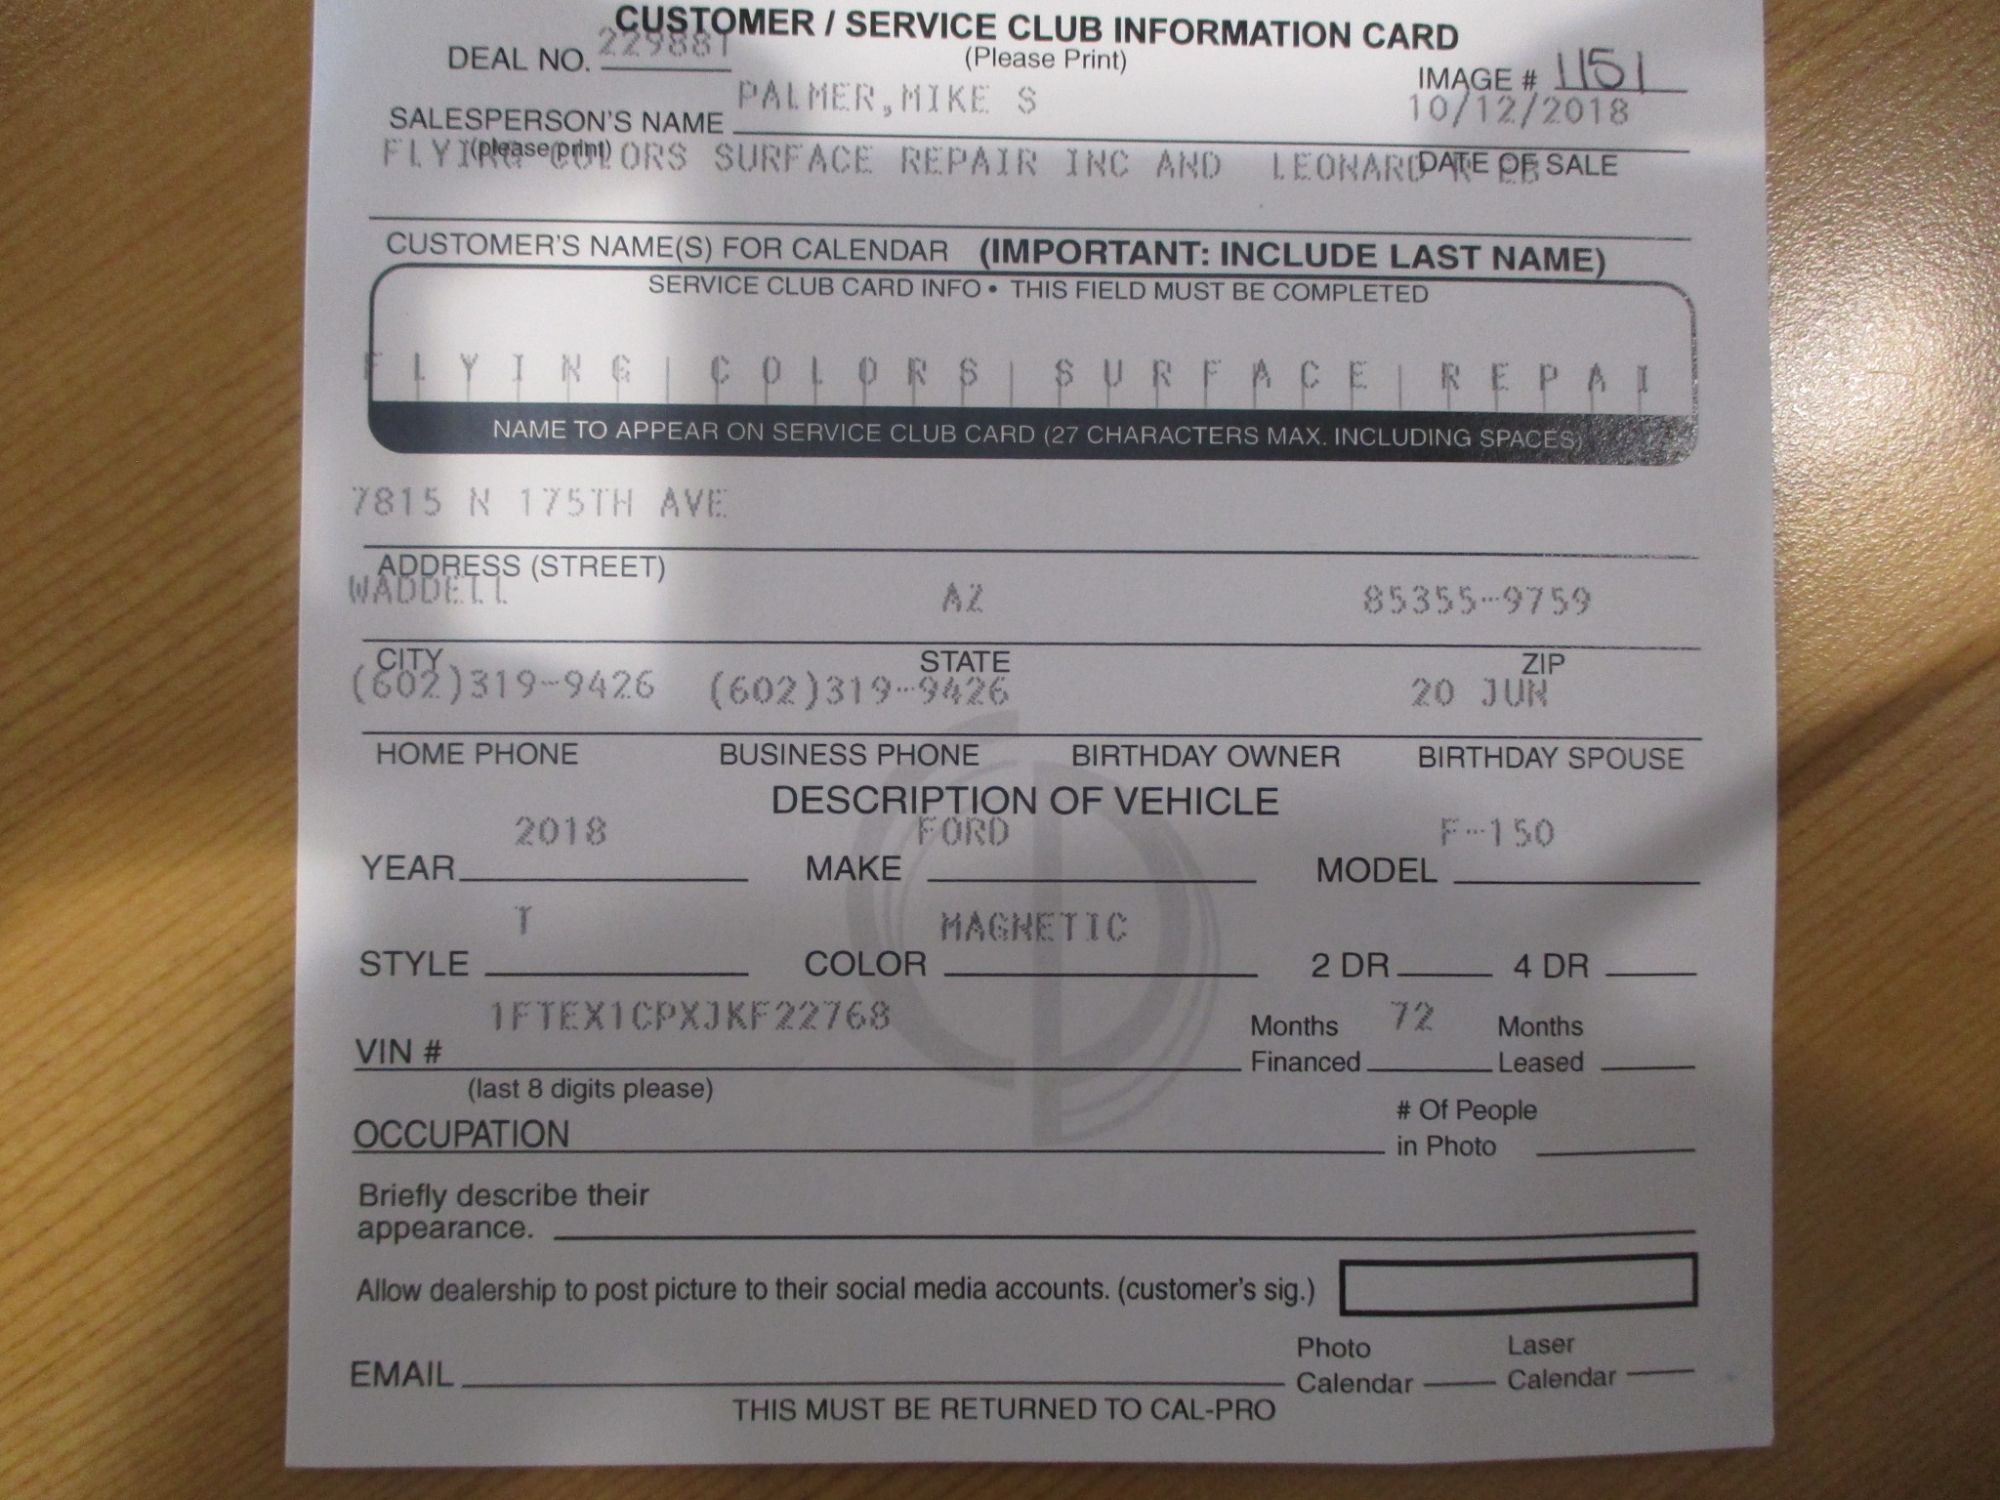 CUSTOMER / SERVICE CLUB INFORMATION CARD
DEAL NO. 229881 (Please Print) IMAGE # 1151
SALESPERSON'S NAME PALMER,MIKE S 10/12/2018
(please print) DATE OF SALE
FLYING COLORS SURFACE REPAIR INC AND LEONARD R EB
CUSTOMER'S NAME(S) FOR CALENDAR (IMPORTANT: INCLUDE LAST NAME)
SERVICE CLUB CARD INFO • THIS FIELD MUST BE COMPLETED
FLYING COLORS SURFACE REPAI
NAME TO APPEAR ON SERVICE CLUB CARD (27 CHARACTERS MAX. INCLUDING SPACES)
7815 N 175TH AVE
ADDRESS (STREET)
WADDELL AZ 85355-9759
CITY STATE ZIP
(602)319-9426 (602)319-9426 20 JUN
HOME PHONE BUSINESS PHONE BIRTHDAY OWNER BIRTHDAY SPOUSE
DESCRIPTION OF VEHICLE
YEAR 2018 MAKE FORD MODEL F-150
STYLE T COLOR MAGNETIC 2 DR 4 DR
VIN # 1FTEX1CPXJKF22768 Months Financed 72 Months Leased
(last 8 digits please)
OCCUPATION # Of People in Photo
Briefly describe their
appearance.
Allow dealership to post picture to their social media accounts. (customer's sig.)
EMAIL Photo Calendar Laser Calendar
THIS MUST BE RETURNED TO CAL-PRO